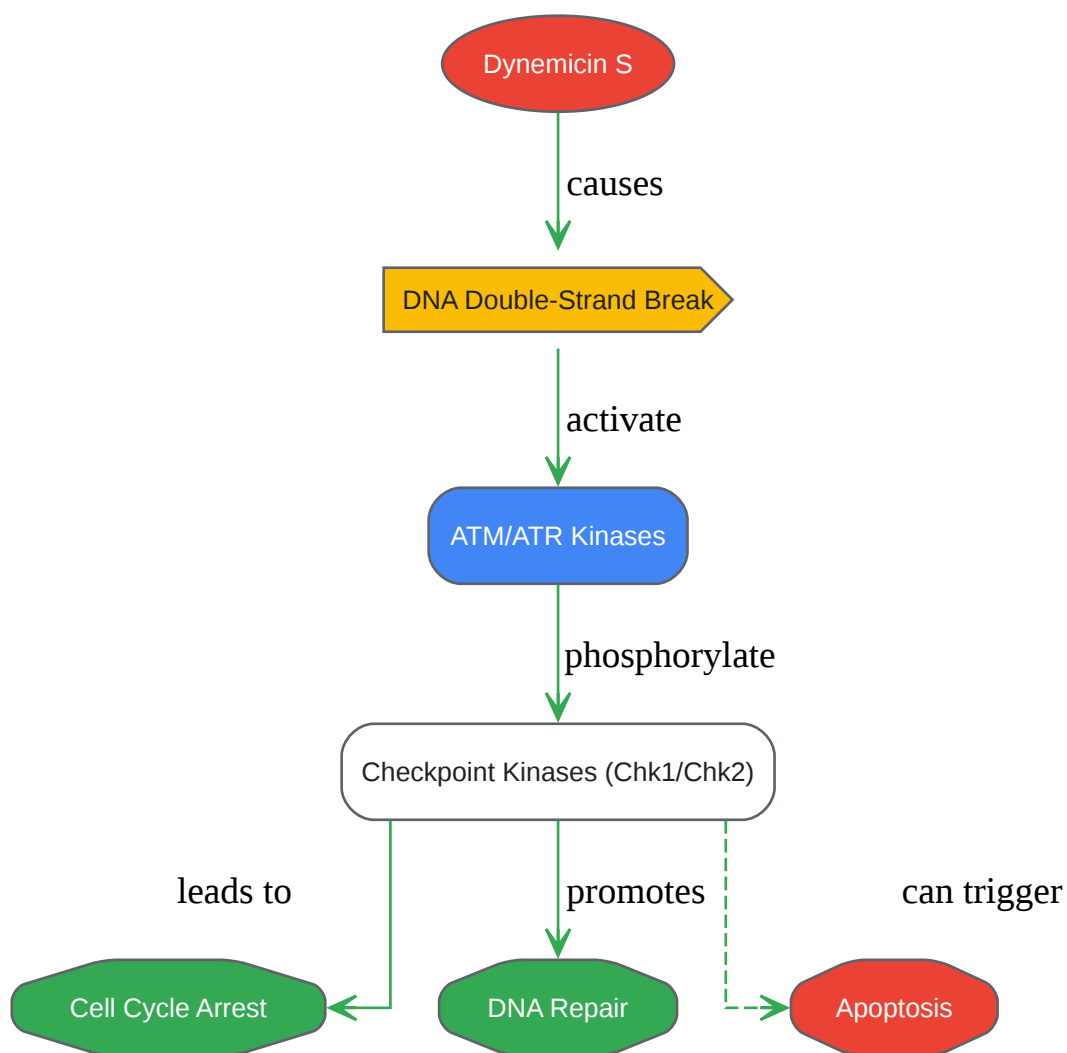 Dynemicin S
causes
DNA Double-Strand Break
activate
ATM/ATR Kinases
phosphorylate
Checkpoint Kinases (Chk1/Chk2)
leads to
promotes
can trigger
Cell Cycle Arrest
DNA Repair
Apoptosis